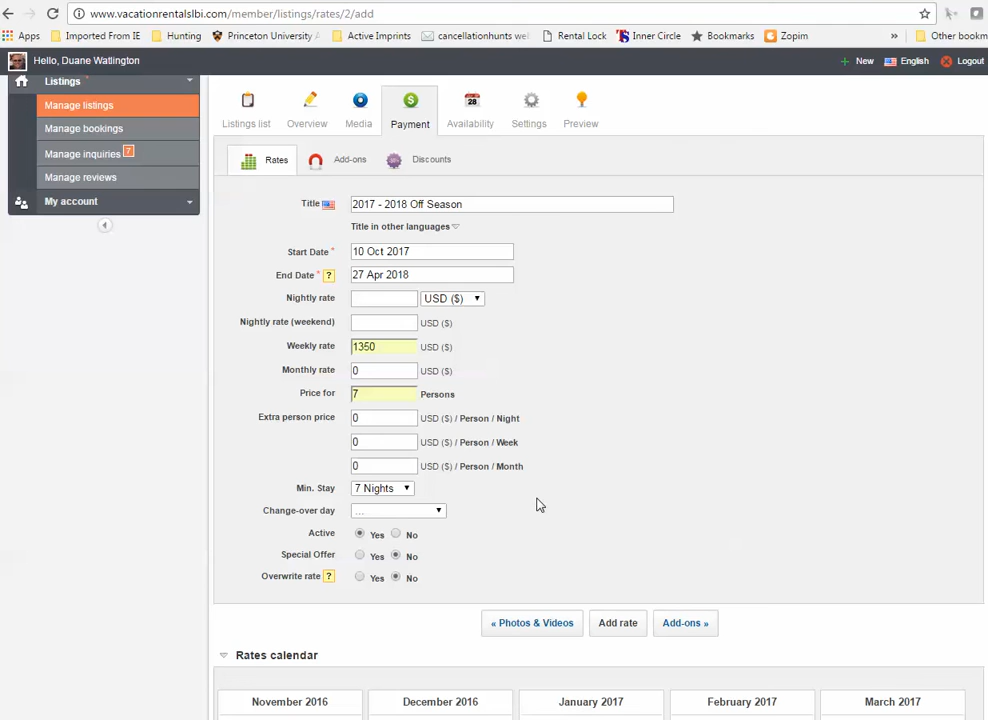 www.vacationrentalslbi.com/member/listings/rates/2/add
Apps Imported From IE Hunting Princeton University Active Imprints cancellationhunts we Rental Lock Inner Circle Bookmarks Zopim » Other bookm
Hello, Duane Watlington
+ New English Logout
Listings *
Manage listings
Manage bookings
Manage inquiries 7
Manage reviews
My account
Listings list Overview Media Payment Availability Settings Preview
28
Rates Add-ons Discounts
Title 2017 - 2018 Off Season
Title in other languages
Start Date * 10 Oct 2017
End Date * ? 27 Apr 2018
Nightly rate USD ($)
Nightly rate (weekend) USD ($)
Weekly rate 1350 USD ($)
Monthly rate 0 USD ($)
Price for 7 Persons
Extra person price 0 USD ($) / Person / Night
0 USD ($) / Person / Week
0 USD ($) / Person / Month
Min. Stay 7 Nights
Change-over day ...
Active Yes No
Special Offer Yes No
Overwrite rate ? Yes No
« Photos & Videos Add rate Add-ons »
Rates calendar
November 2016 December 2016 January 2017 February 2017 March 2017